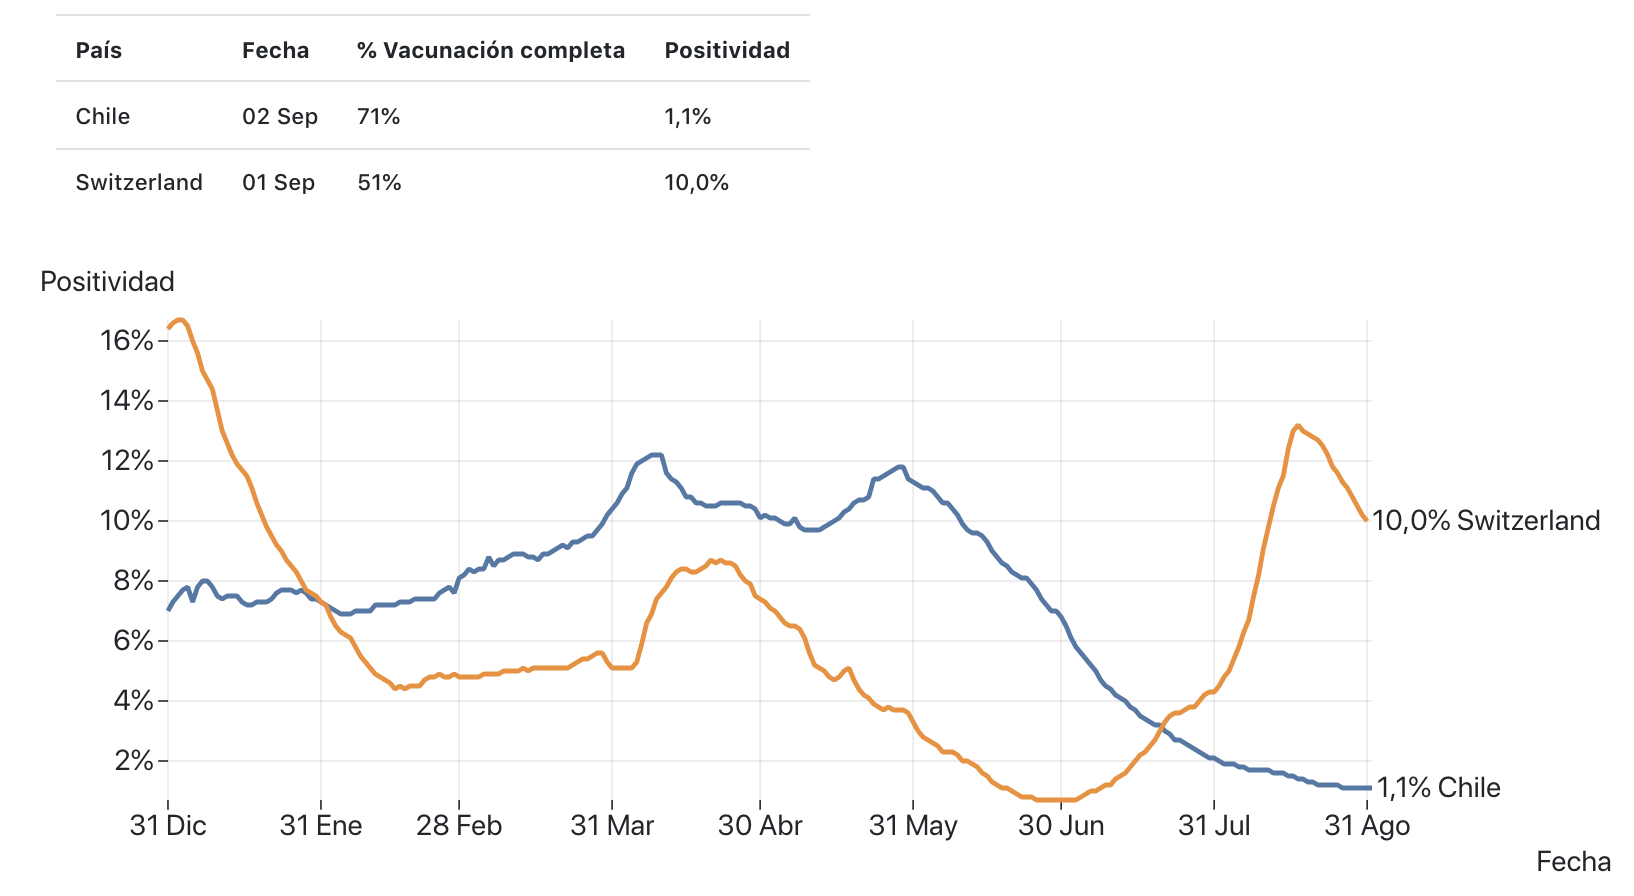 País Fecha % Vacunación completa Positividad
Chile 02 Sep 71% 1,1%
Switzerland 01 Sep 51% 10,0%
Positividad
16%
14%
12%
10%
8%
6%
4%
2%
10,0% Switzerland
1,1% Chile
31 Dic 31 Ene 28 Feb 31 Mar 30 Abr 31 May 30 Jun 31 Jul 31 Ago
Fecha